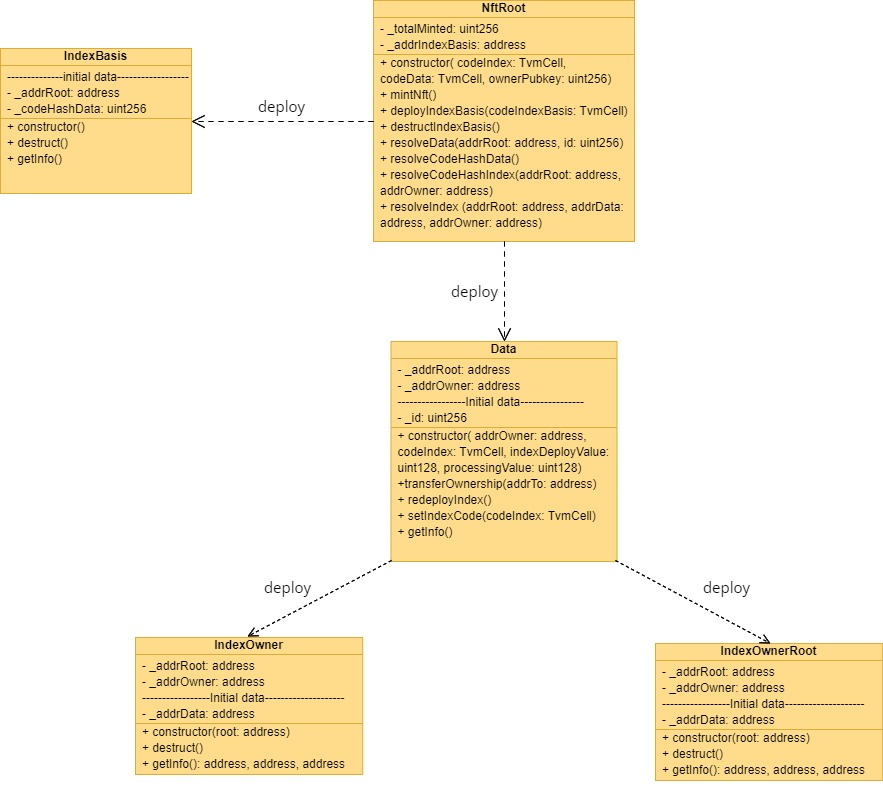 NftRoot
- _totalMinted: uint256
- _addrIndexBasis: address
+ constructor( codeIndex: TvmCell,
codeData: TvmCell, ownerPubkey: uint256)
+ mintNft()
+ deployIndexBasis(codeIndexBasis: TvmCell)
+ destructIndexBasis()
+ resolveData(addrRoot: address, id: uint256)
+ resolveCodeHashData()
+ resolveCodeHashIndex(addrRoot: address,
addrOwner: address)
+ resolveIndex (addrRoot: address, addrData:
address, addrOwner: address)
IndexBasis
--------------initial data------------------
- _addrRoot: address
- _codeHashData: uint256
+ constructor()
+ destruct()
+ getInfo()
deploy
deploy
Data
- _addrRoot: address
- _addrOwner: address
-----------------Initial data----------------
- _id: uint256
+ constructor( addrOwner: address,
codeIndex: TvmCell, indexDeployValue:
uint128, processingValue: uint128)
+transferOwnership(addrTo: address)
+ redeployIndex()
+ setIndexCode(codeIndex: TvmCell)
+ getInfo()
deploy
deploy
IndexOwner
- _addrRoot: address
- _addrOwner: address
-----------------Initial data--------------------
- _addrData: address
+ constructor(root: address)
+ destruct()
+ getInfo(): address, address, address
IndexOwnerRoot
- _addrRoot: address
- _addrOwner: address
-----------------Initial data--------------------
- _addrData: address
+ constructor(root: address)
+ destruct()
+ getInfo(): address, address, address